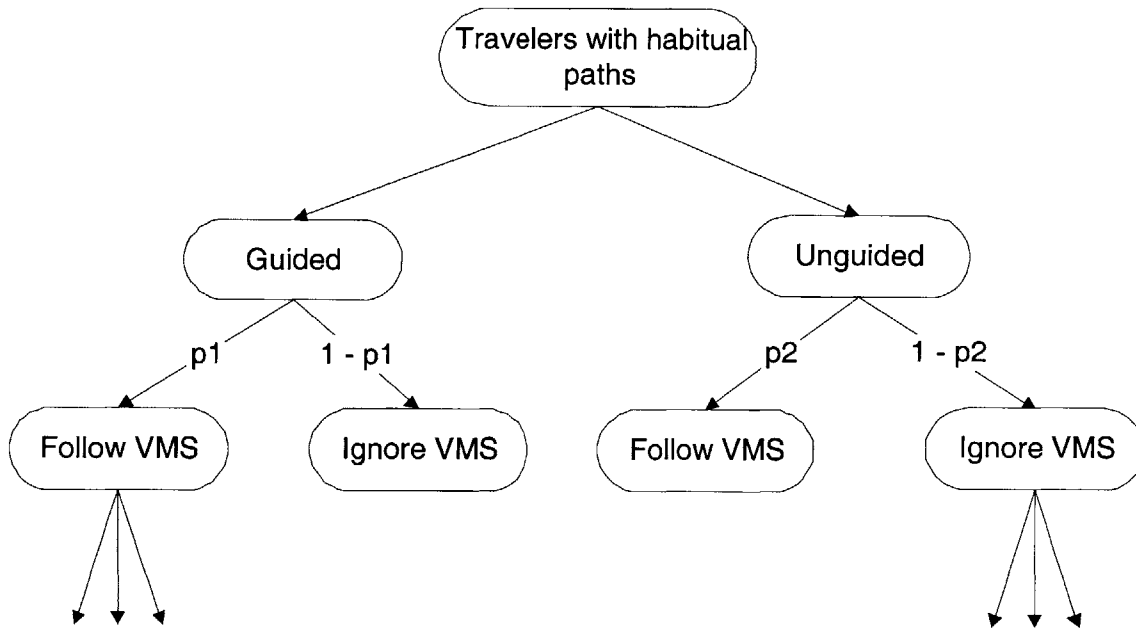 Travelers with habitual
paths
Guided
Unguided
p1
1 - p1
p2
1 - p2
Follow VMS
Ignore VMS
Follow VMS
Ignore VMS